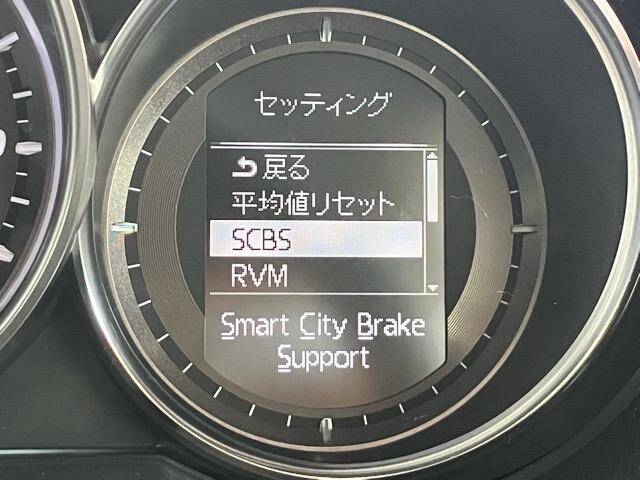 セッティング
戻る
平均値リセット
SCBS
RVM
Smart City Brake
Support